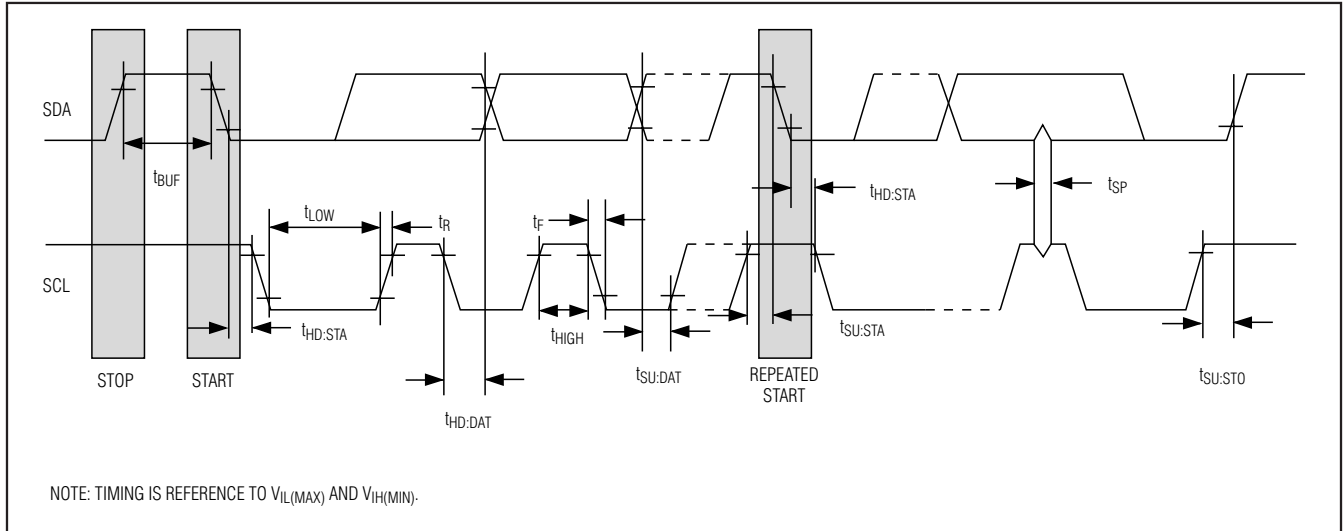 SDA
tBUF
tLOW
tR
tF
tHD:STA
tSP
SCL
tHD:STA
tHIGH
tSU:STA
tSU:DAT
tSU:STO
STOP
START
REPEATED
START
tHD:DAT
NOTE: TIMING IS REFERENCE TO VIL(MAX) AND VIH(MIN).